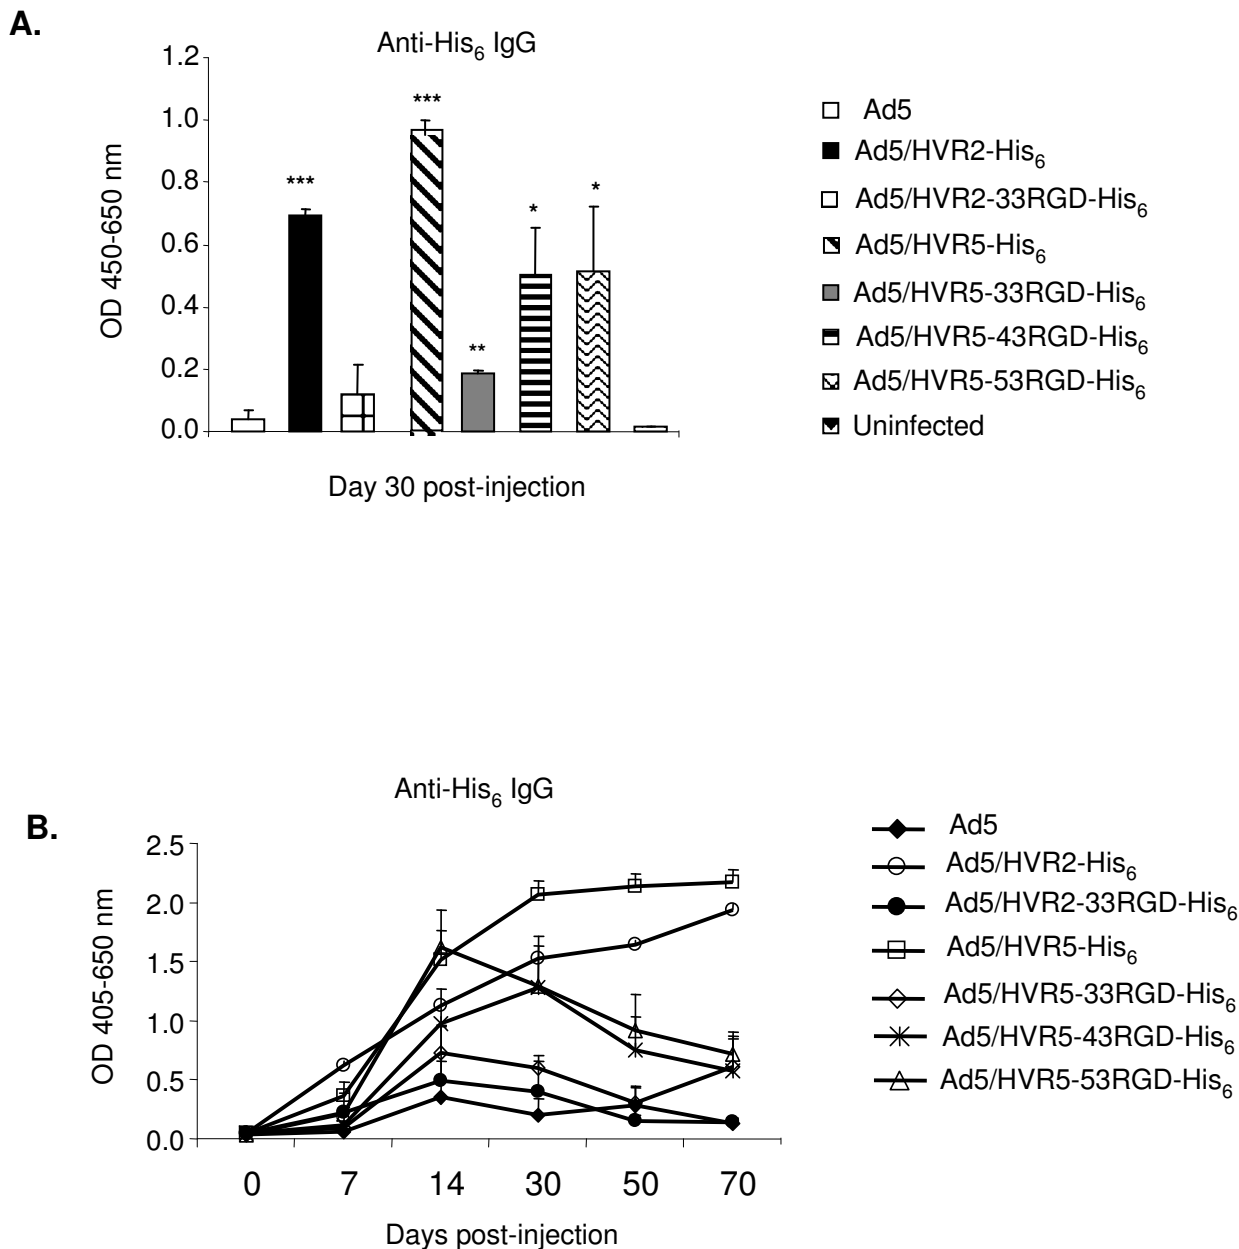 A.
Anti-His6 IgG
1.2
1.0
0.8
0.6
0.4
0.2
0.0
OD 450-650 nm
***
***
**
*
*
Day 30 post-injection
Ad5
Ad5/HVR2-His6
Ad5/HVR2-33RGD-His6
Ad5/HVR5-His6
Ad5/HVR5-33RGD-His6
Ad5/HVR5-43RGD-His6
Ad5/HVR5-53RGD-His6
Uninfected
B.
Anti-His6 IgG
2.5
2.0
1.5
1.0
0.5
0.0
OD 405-650 nm
0 7 14 30 50 70
Days post-injection
Ad5
Ad5/HVR2-His6
Ad5/HVR2-33RGD-His6
Ad5/HVR5-His6
Ad5/HVR5-33RGD-His6
Ad5/HVR5-43RGD-His6
Ad5/HVR5-53RGD-His6